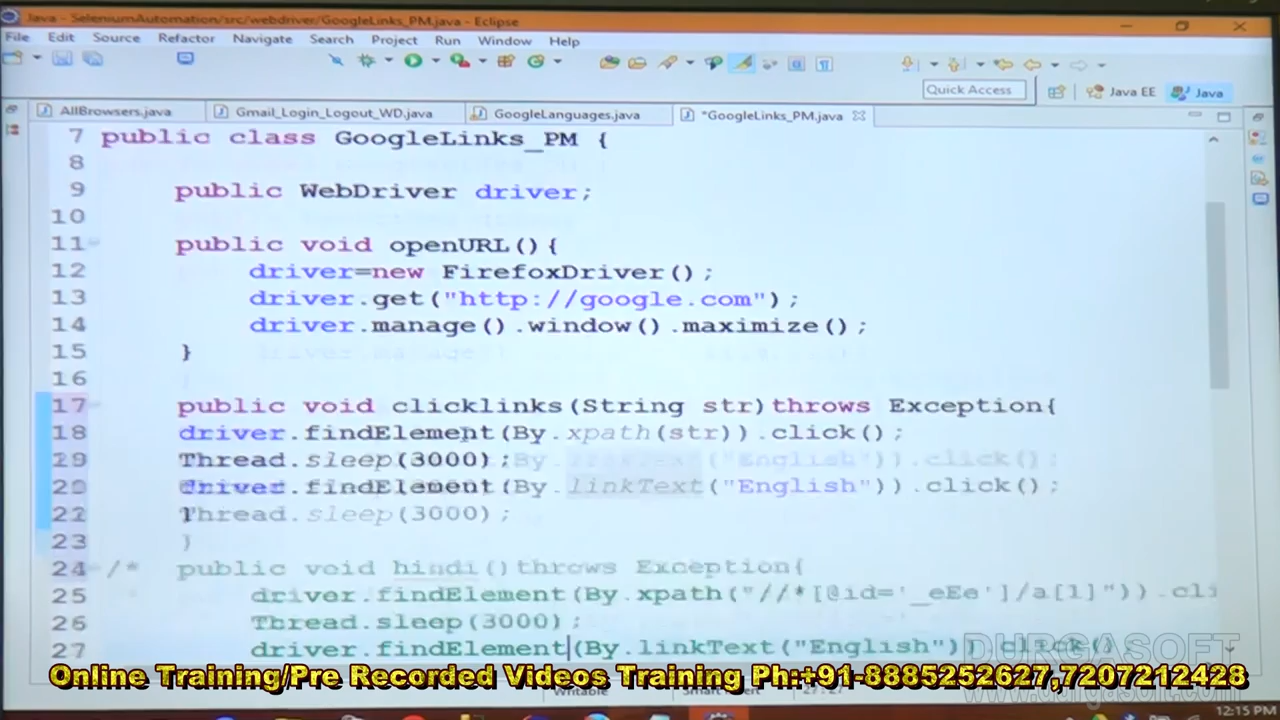 Java - SeleniumAutomation/src/webdriver/GoogleLinks_PM.java - Eclipse
File Edit Source Refactor Navigate Search Project Run Window Help
Quick Access Java EE Java
AllBrowsers.java Gmail_Login_Logout_WD.java GoogleLanguages.java *GoogleLinks_PM.java
7 public class GoogleLinks_PM {
8
9 public WebDriver driver;
10
11 public void openURL(){
12 driver=new FirefoxDriver();
13 driver.get("http://google.com");
14 driver.manage().window().maximize();
15 }
16
17 public void clicklinks(String str)throws Exception{
18 driver.findElement(By.xpath(str)).click();
Thread.sleep(3000);
driver.findElement(By.linkText("English")).click();
Thread.sleep(3000);
23 }
24 /* public void hindi()throws Exception{
25 driver.findElement(By.xpath("//*[@id='_eEe']/a[1]")).cli
26 Thread.sleep(3000);
27 driver.findElement(By.linkText("English")
DURGASOFT
Online Training/Pre Recorded Videos Training Ph:+91-8885252627,7207212428
Writable
12:15 PM